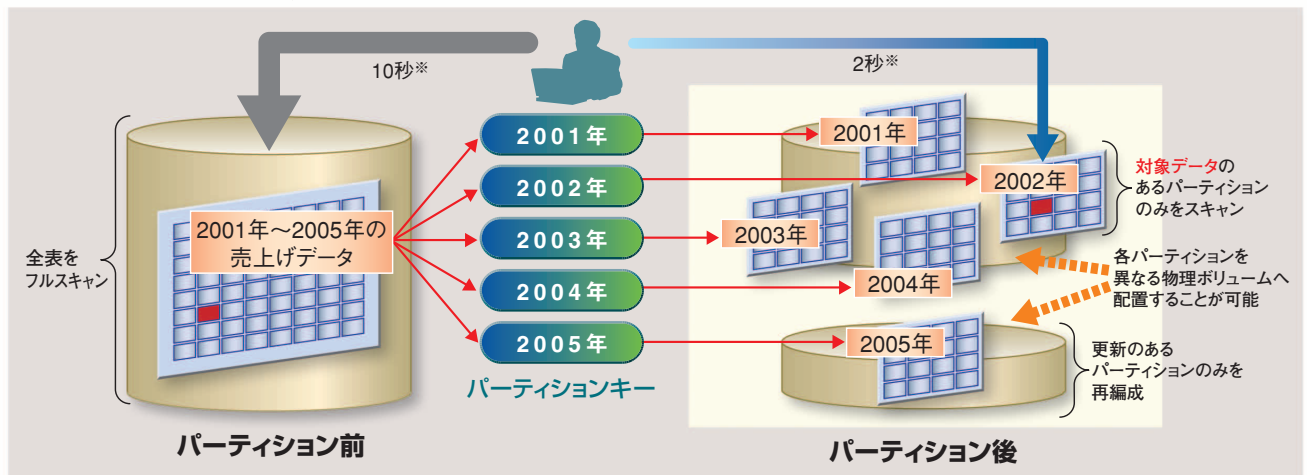 10秒※
2秒※
全表を
フルスキャン
2001年～2005年の
売上げデータ
パーティション前
2001年
2002年
2003年
2004年
2005年
パーティションキー
2001年
2002年
2003年
2004年
2005年
対象データの
あるパーティション
のみをスキャン
各パーティションを
異なる物理ボリュームへ
配置することが可能
更新のある
パーティションのみを
再編成
パーティション後